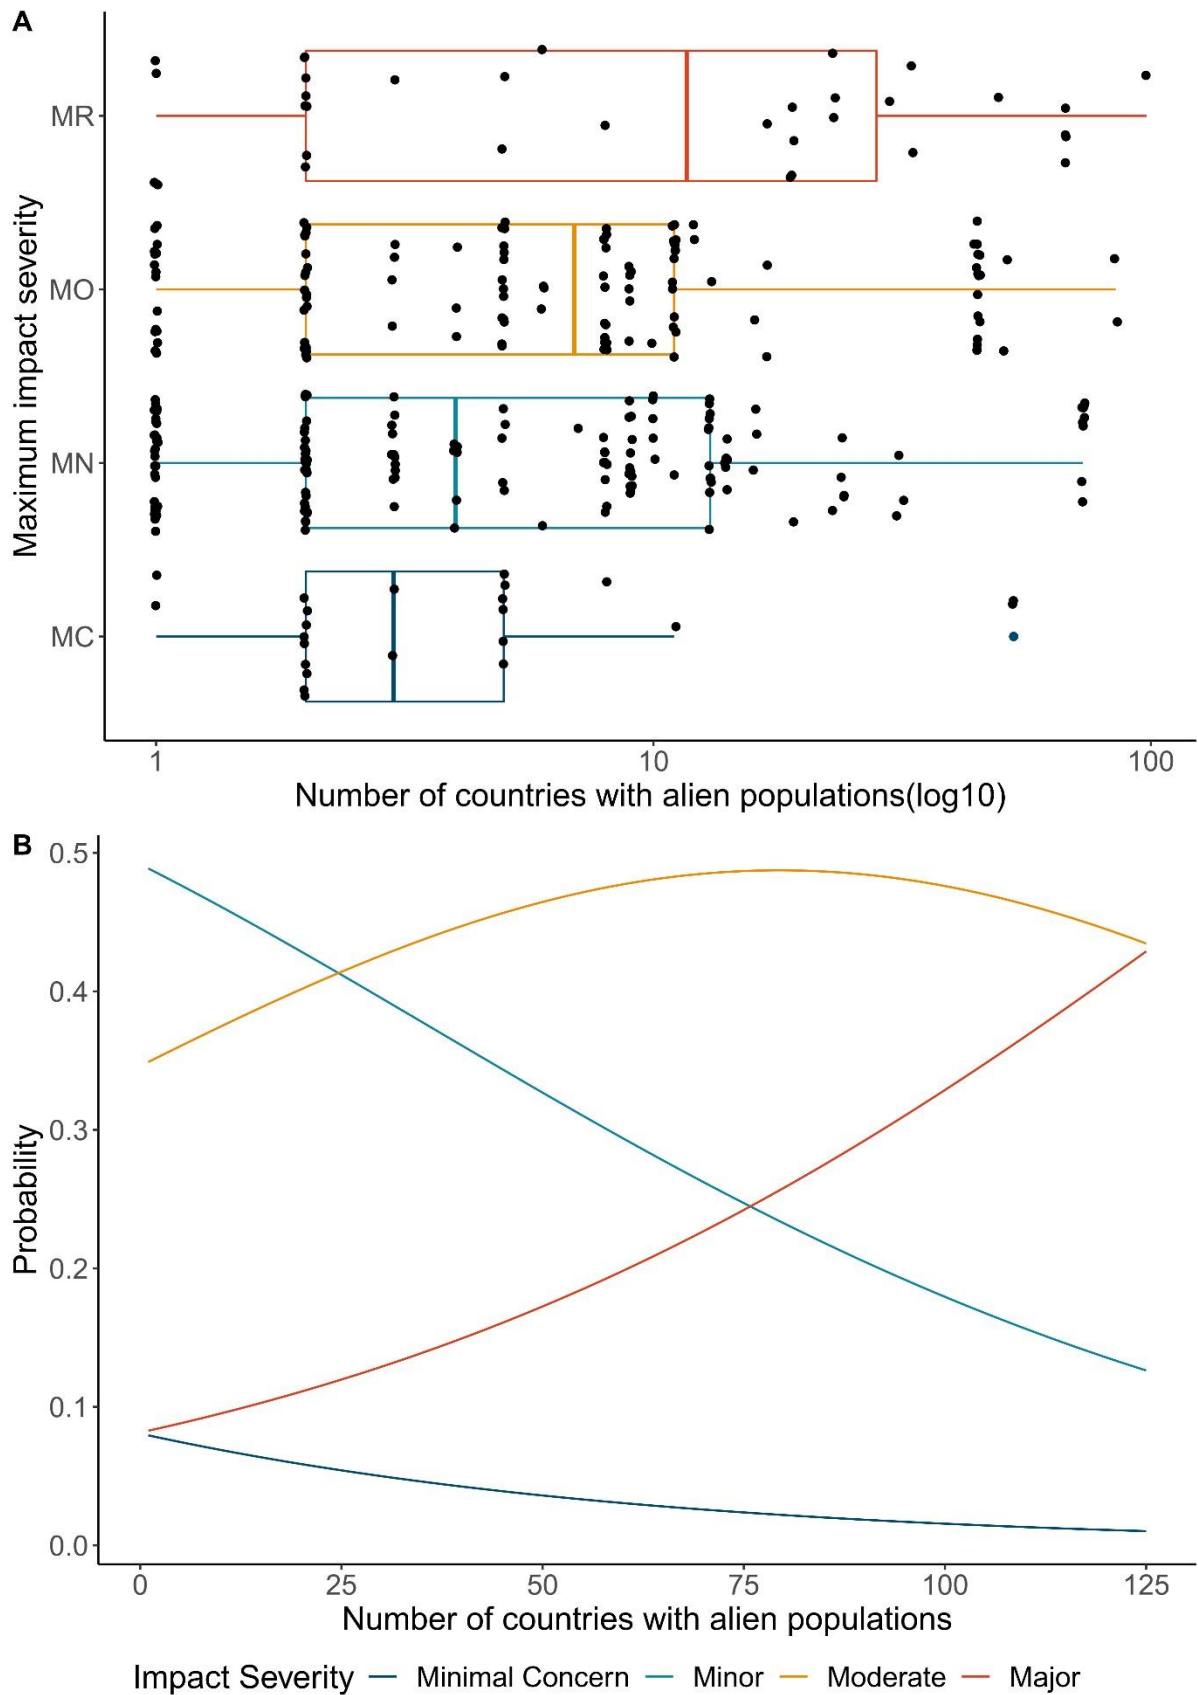 A
Maximum impact severity
MR
MO
MN
MC
1 10 100
Number of countries with alien populations(log10)
B
Probability
0.5
0.4
0.3
0.2
0.1
0.0
0 25 50 75 100 125
Number of countries with alien populations
Impact Severity Minimal Concern Minor Moderate Major